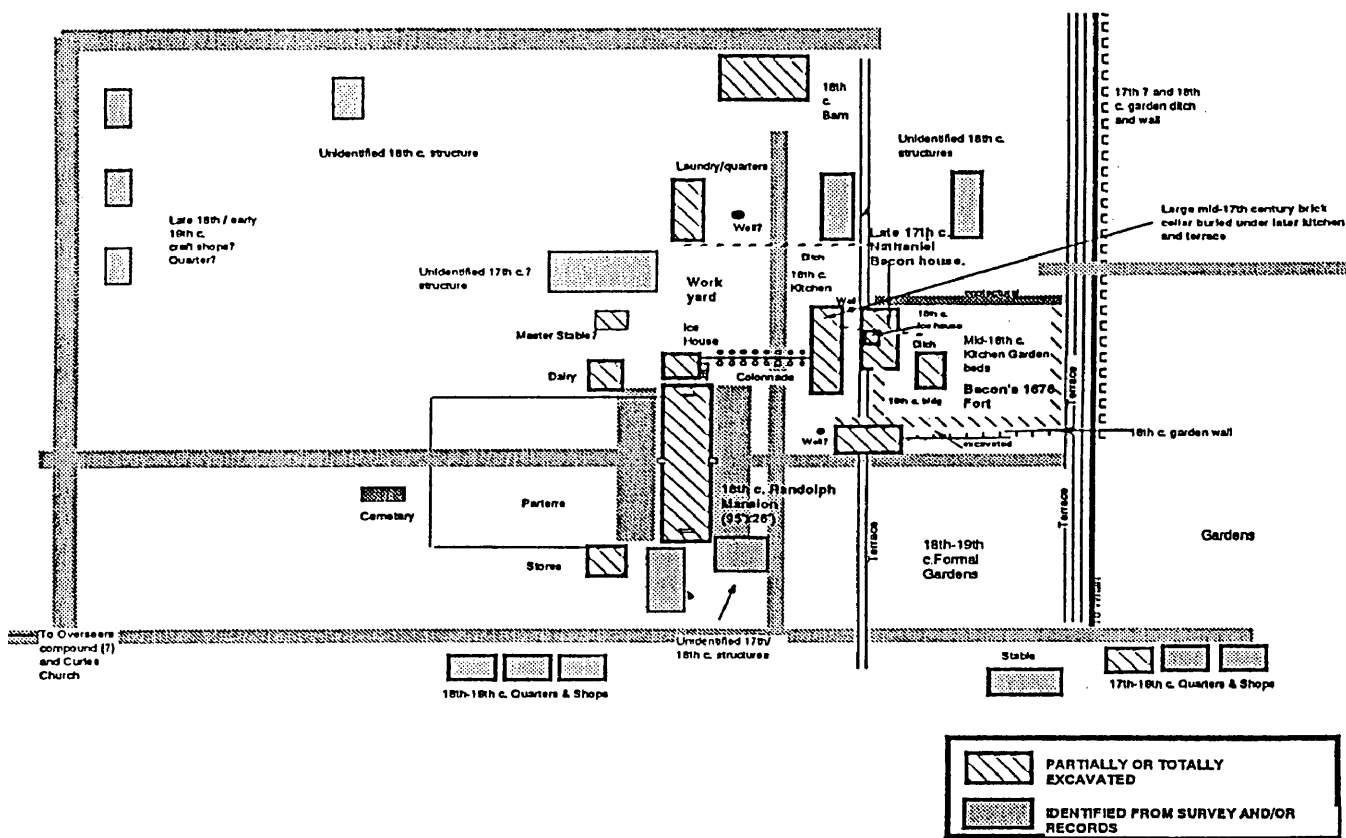 18th
c.
Barn
17th ? and 18th
c. garden ditch
and wall
Unidentified 18th c. structure
Unidentified 18th c.
structures
Laundry/quarters
Well?
Large mid-17th century brick
cellar buried under later kitchen
and terrace
Late 18th / early
19th c.
craft shops?
Quarter?
Late 17th c.
Nathaniel
Bacon house.
Ditch
Unidentified 17th c.?
structure
Work
yard
18th c.
Kitchen
Wall
conjectural
Master Stable?
Ice
House
18th c.
Ice house
Ditch
Mid-18th c.
Kitchen Garden
beds
Dairy
Colonnade
Bacon's 1676
Fort
18th c. bldg
Terrace
Well?
excavated
18th c. garden wall
Cemetary
Parterre
18th c. Randolph
Mansion
(95'x26')
Terrace
Terrace
18th-19th
c.Formal
Gardens
Gardens
Stores
To Overseers
compound (?)
and Curles
Church
Unidentified 17th/
18th c. structures
18th-19th c. Quarters & Shops
Stable
17th-18th c. Quarters & Shops
PARTIALLY OR TOTALLY
EXCAVATED
IDENTIFIED FROM SURVEY AND/OR
RECORDS